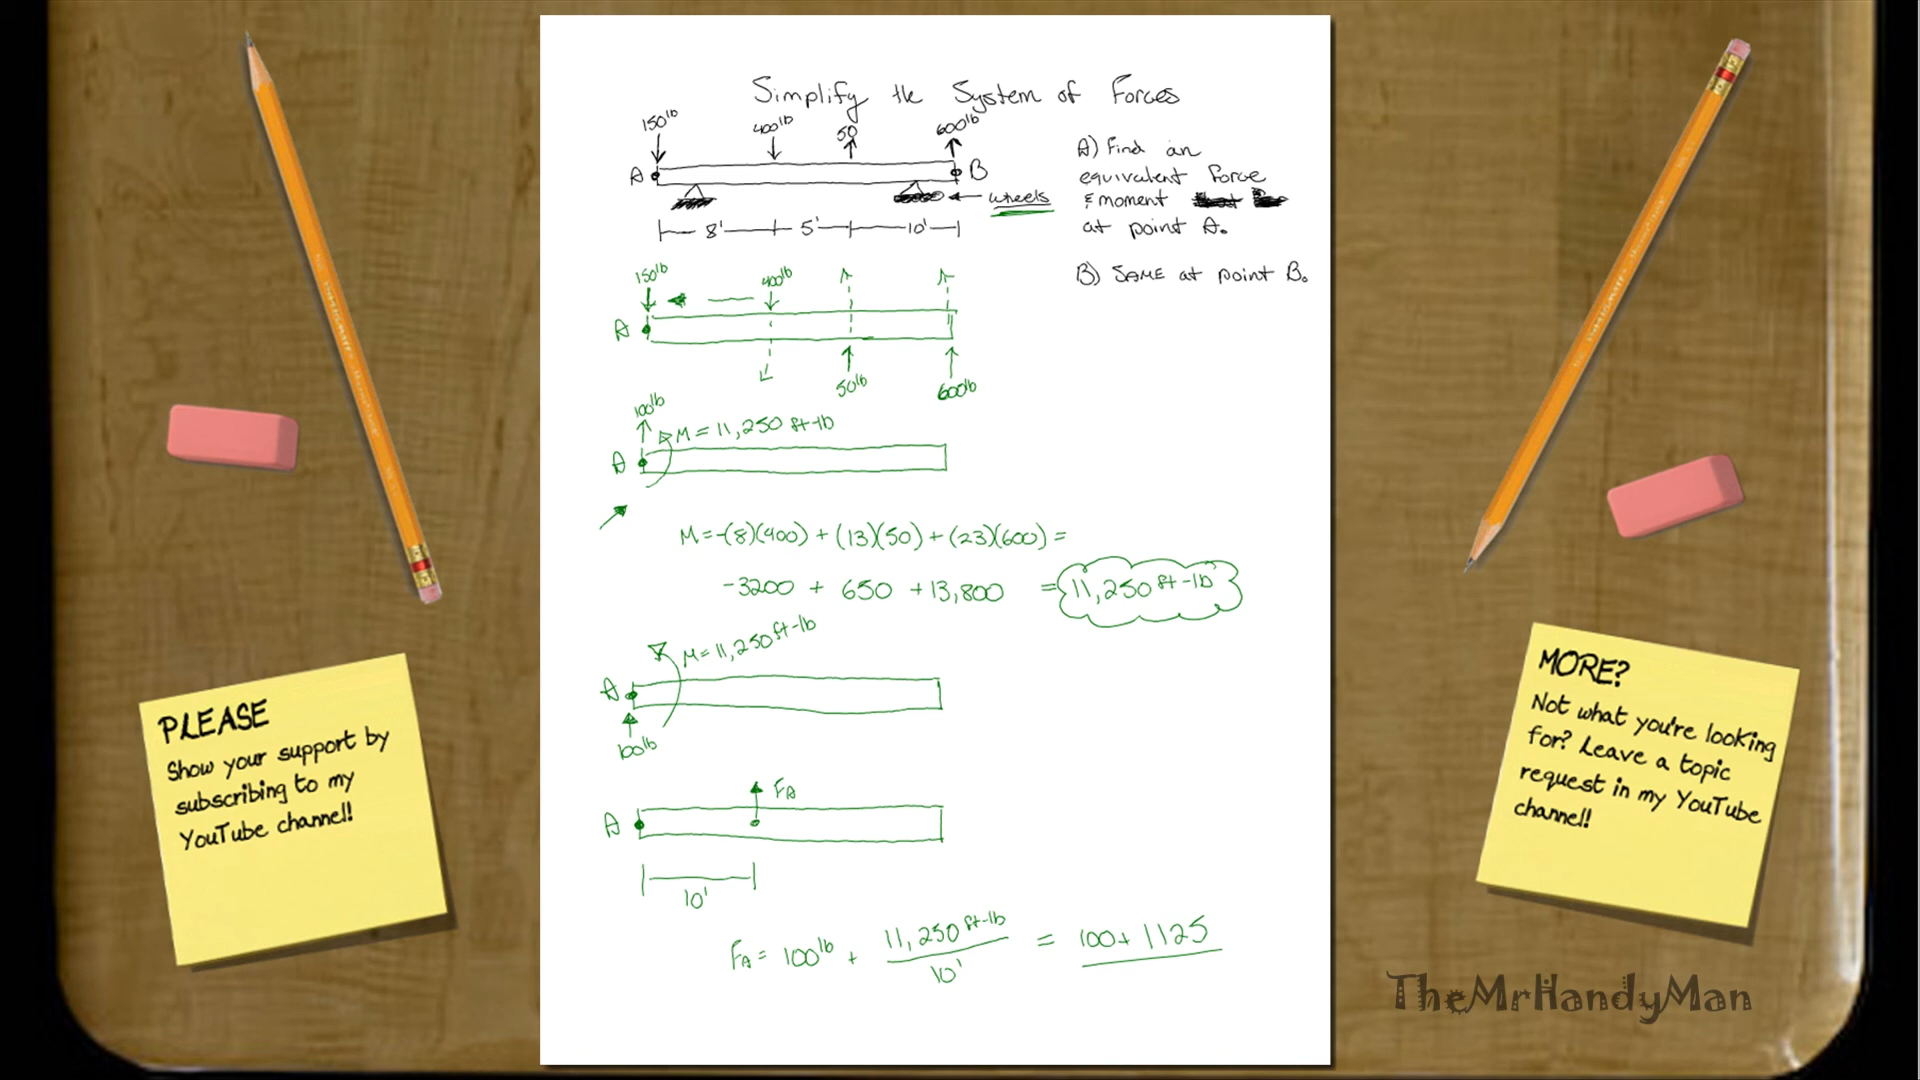 Simplify the System of Forces
150lb
400lb
50
600lb
A
B
wheels
8'
5'
10'
A) Find an
equivalent Force
& moment
at point A.
B) SAME at point B.
150lb
400lb
A
50lb
600lb
100lb
M = 11,250 ft-lb
A
M = -(8)(400) + (13)(50) + (23)(600) =
-3200 + 650 + 13,800 = 11,250 ft-lb
M = 11,250 ft-lb
A
100lb
FA
A
10'
FA = 100lb + 11,250 ft-lb / 10' = 100 + 1125
PLEASE
Show your support by
subscribing to my
YouTube channel!
MORE?
Not what you're looking
for? Leave a topic
request in my YouTube
channel!
TheMrHandyMan